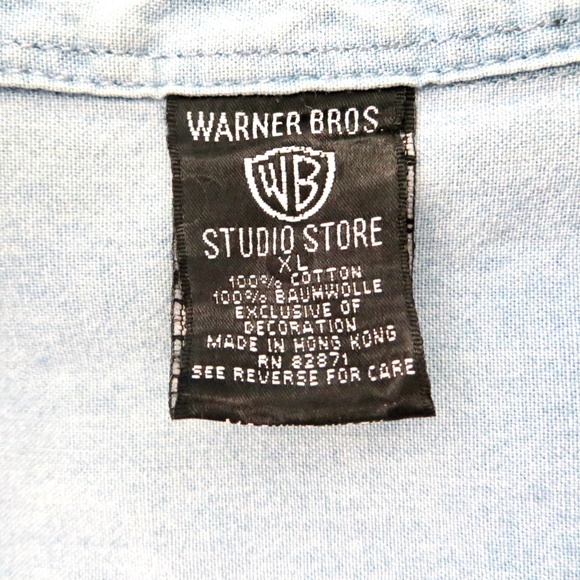 WARNER BROS.
WB
STUDIO STORE
XL
100% COTTON
100% BAUMWOLLE
EXCLUSIVE OF
DECORATION
MADE IN HONG KONG
RN 82871
SEE REVERSE FOR CARE